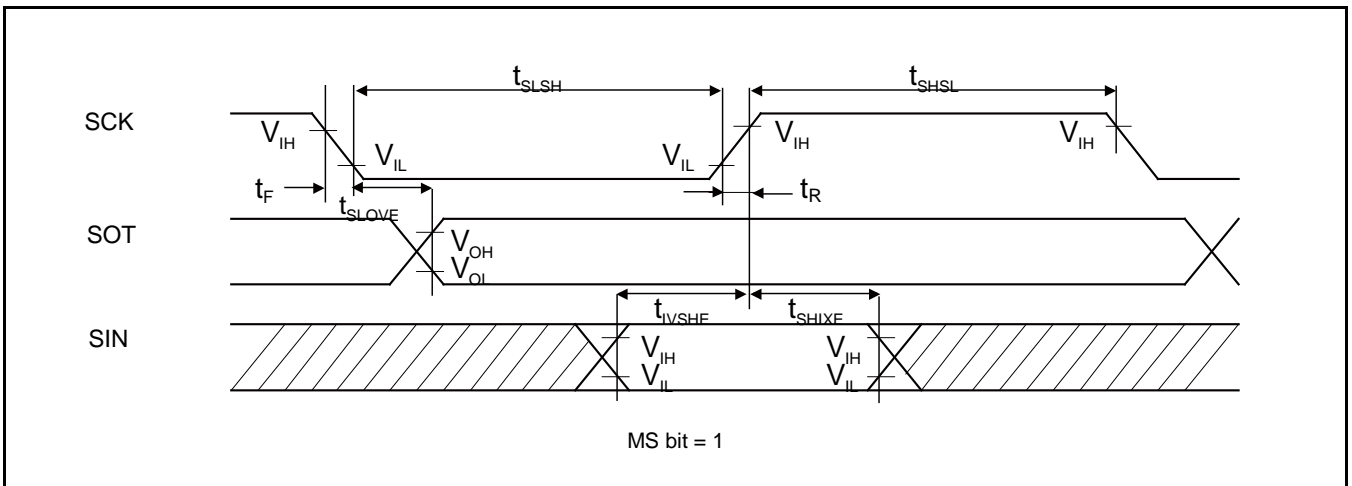 tSLSH
tSHSL
SCK
VIH
VIL
VIL
VIH
VIH
tF
tSLOVE
tR
SOT
VOH
VOL
tIVSHE
tSHIXE
SIN
VIH
VIL
VIH
VIL
MS bit = 1